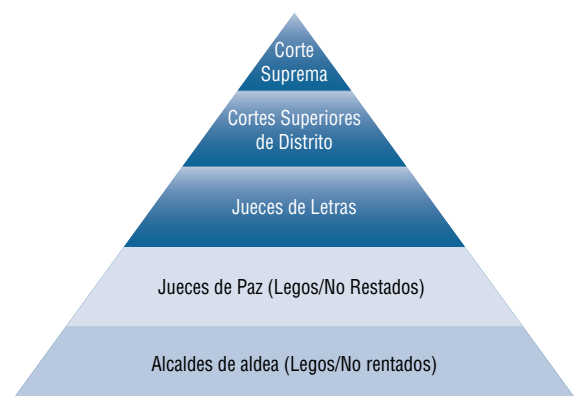 Corte
Suprema
Cortes Superiores
de Distrito
Jueces de Letras
Jueces de Paz (Legos/No Restados)
Alcaldes de aldea (Legos/No rentados)